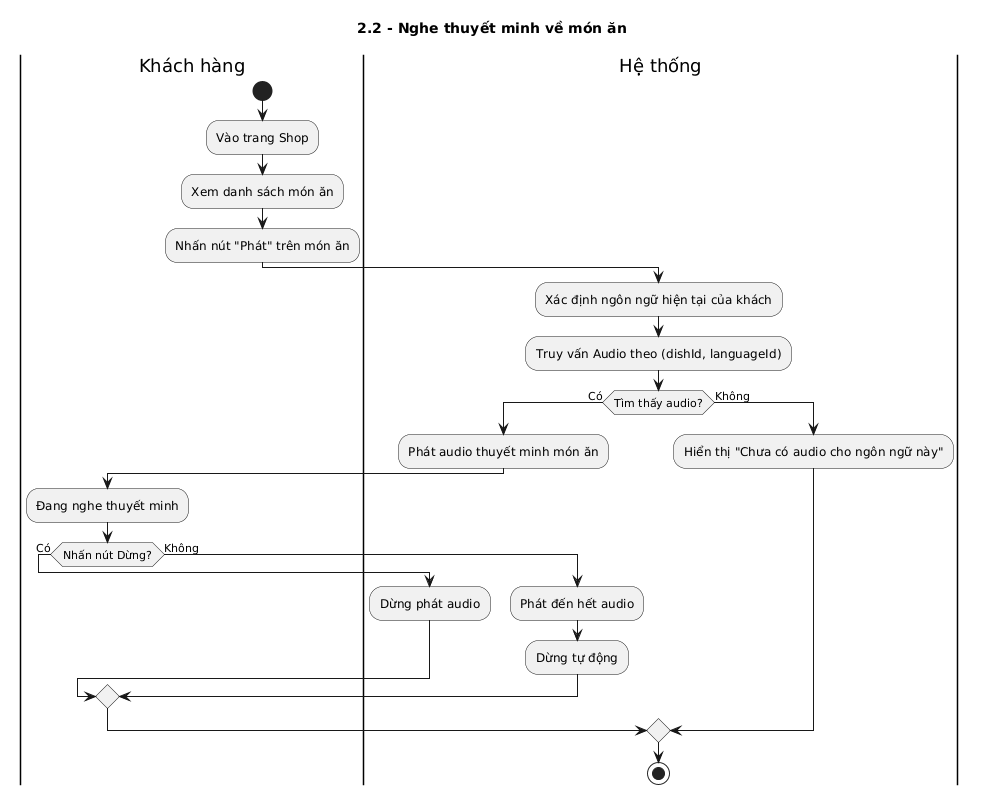 2.2 - Nghe thuyết minh về món ăn
Khách hàng
Hệ thống
Vào trang Shop
Xem danh sách món ăn
Nhấn nút "Phát" trên món ăn
Xác định ngôn ngữ hiện tại của khách
Truy vấn Audio theo (dishId, languageId)
Có
Tìm thấy audio?
Không
Phát audio thuyết minh món ăn
Hiển thị "Chưa có audio cho ngôn ngữ này"
Đang nghe thuyết minh
Có
Nhấn nút Dừng?
Không
Dừng phát audio
Phát đến hết audio
Dừng tự động